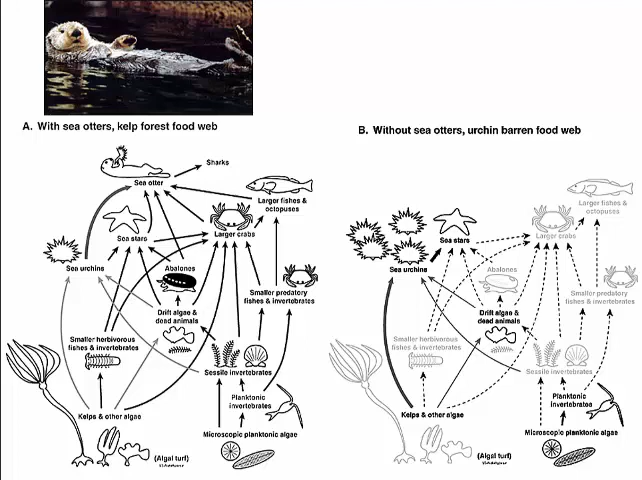 A. With sea otters, kelp forest food web
Sharks
Sea otter
Larger fishes &
octopuses
Sea stars
Larger crabs
Sea urchins
Abalones
Smaller predatory
fishes & invertebrates
Drift algae &
dead animals
Smaller herbivorous
fishes & invertebrates
Sessile invertebrates
Planktonic
invertebrates
Kelps & other algae
Microscopic planktonic algae
(Algal turf)
B. Without sea otters, urchin barren food web
Larger fishes &
octopuses
Sea stars
Larger crabs
Sea urchins
Abalones
Smaller predatory
fishes & invertebrates
Drift algae &
dead animals
Smaller herbivorous
fishes & invertebrates
Sessile invertebrates
Planktonic
invertebrates
Kelps & other algae
Microscopic planktonic algae
(Algal turf)